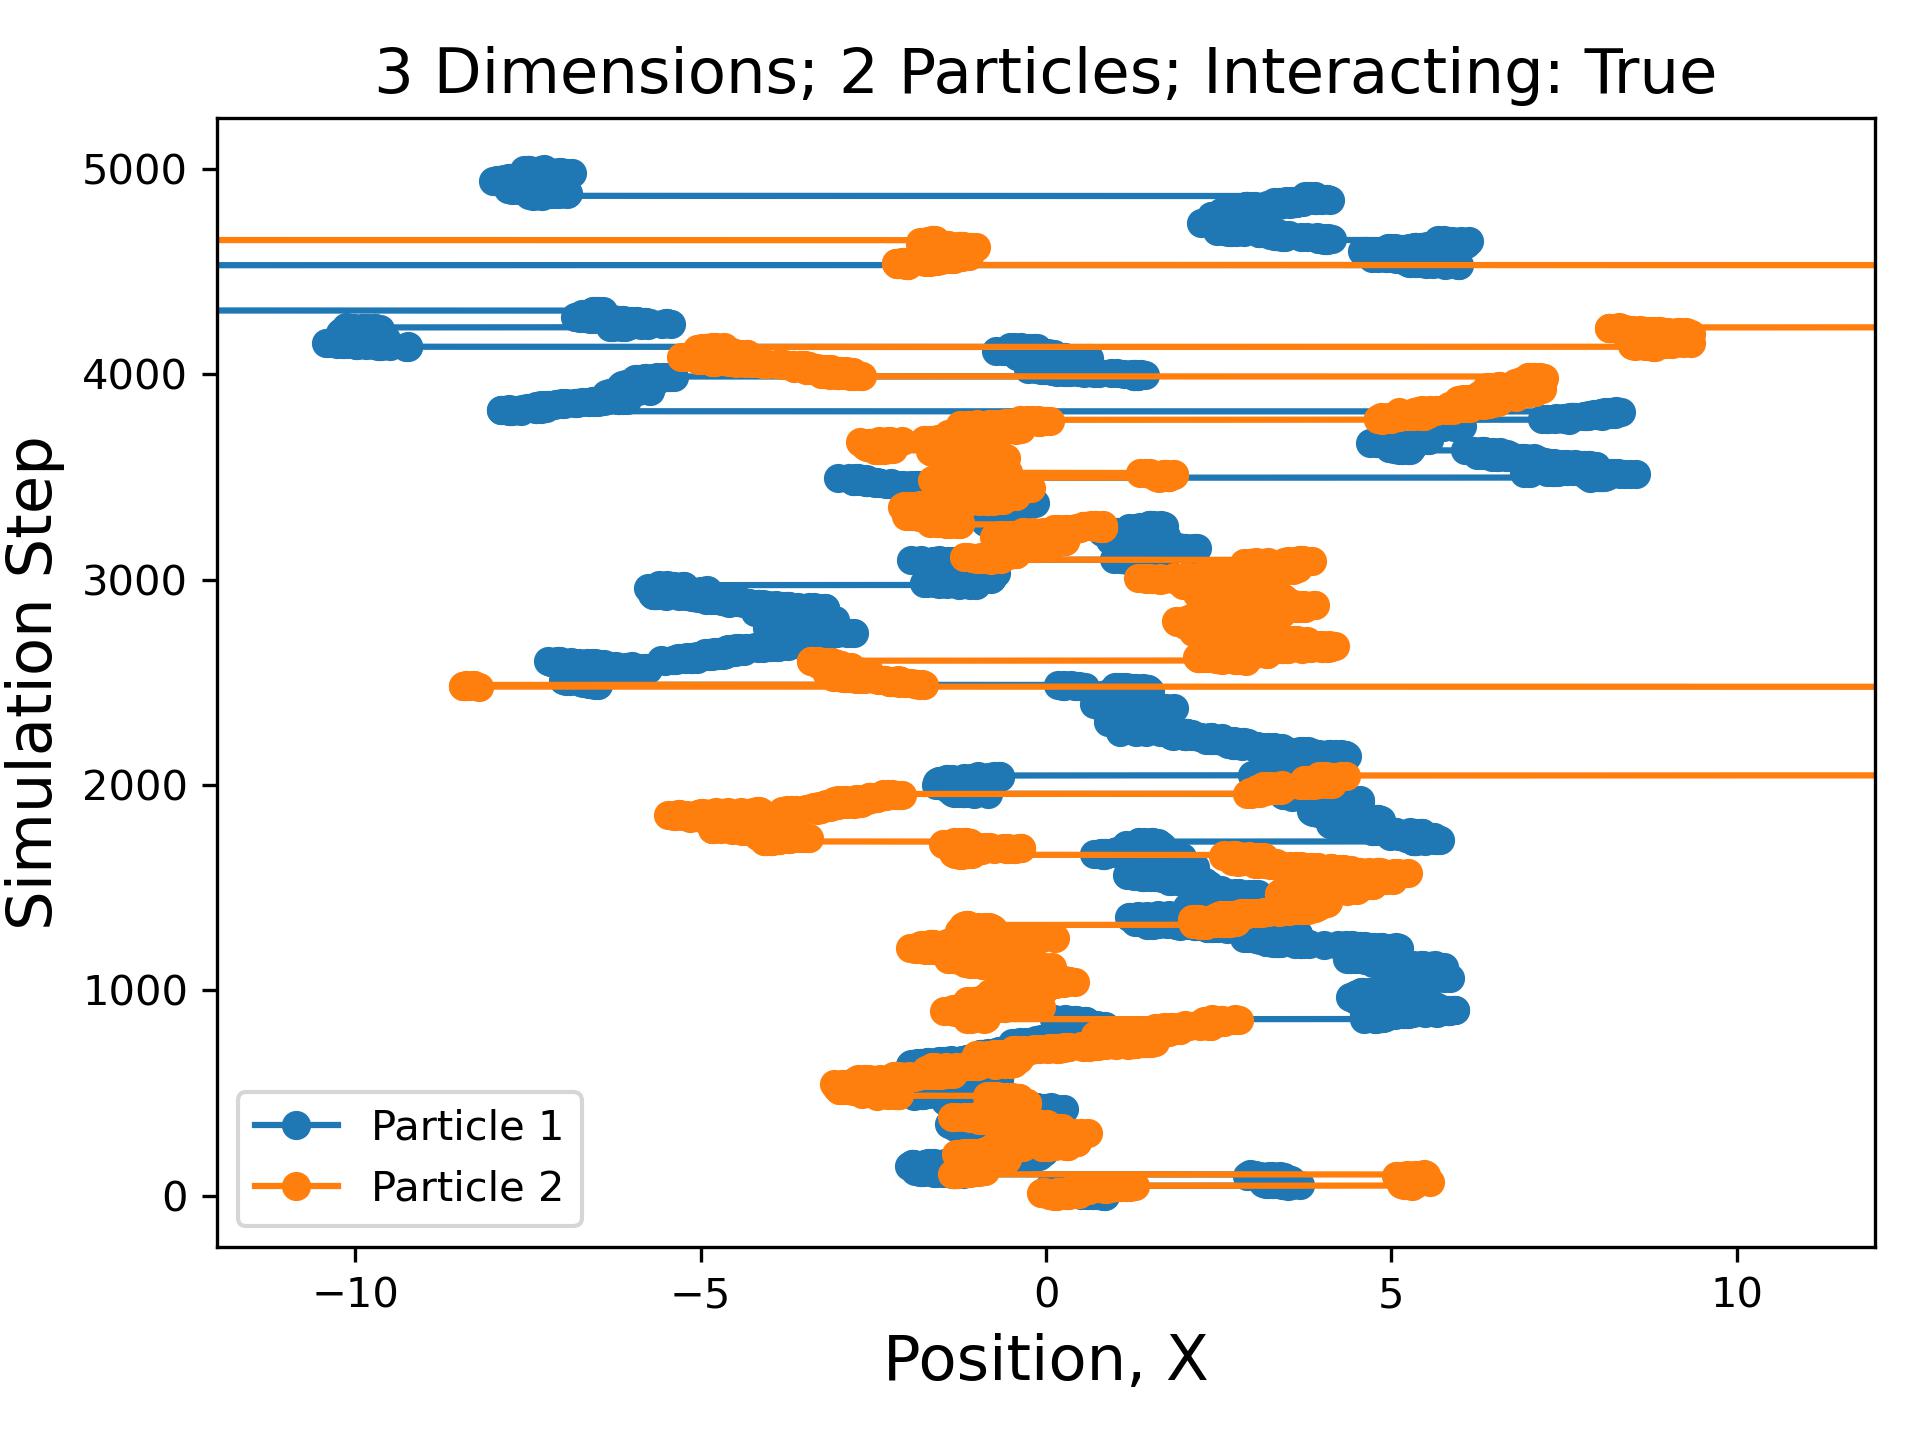 3 Dimensions; 2 Particles; Interacting: True
Simulation Step
5000
4000
3000
2000
1000
0
Particle 1
Particle 2
−10
−5
0
5
10
Position, X